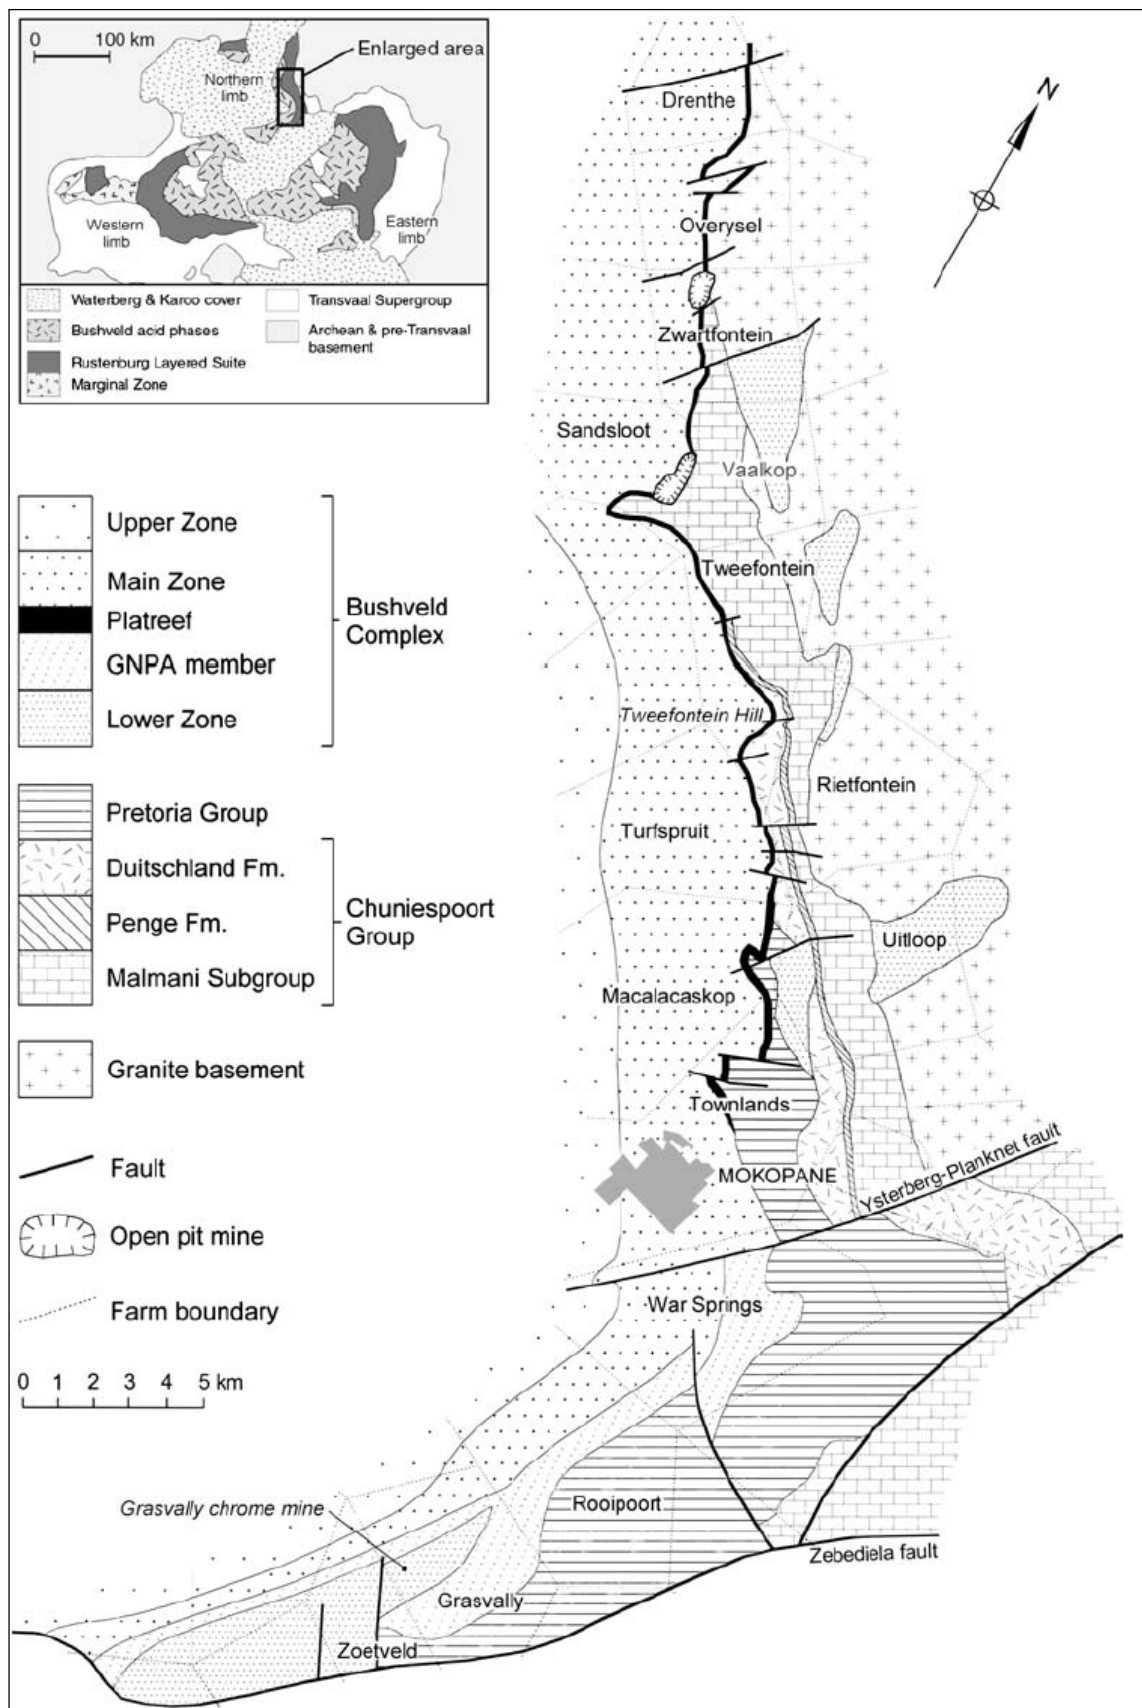 0 100 km
Enlarged area
Northern
limb
Western
limb
Eastern
limb
Waterberg & Karoo cover
Transvaal Supergroup
Bushveld acid phases
Archean & pre-Transvaal
basement
Rustenburg Layered Suite
Marginal Zone
N
Drenthe
Overysel
Zwartfontein
Sandsloot
Vaalkop
Tweefontein
Tweefontein Hill
Rietfontein
Turfspruit
Uitloop
Macalacaskop
Townlands
MOKOPANE
Ysterberg-Planknet fault
War Springs
Rooipoort
Grasvally chrome mine
Zebediela fault
Grasvally
Zoetveld
Upper Zone
Main Zone
Platreef
GNPA member
Lower Zone
Bushveld
Complex
Pretoria Group
Duitschland Fm.
Penge Fm.
Malmani Subgroup
Chuniespoort
Group
Granite basement
Fault
Open pit mine
Farm boundary
0 1 2 3 4 5 km